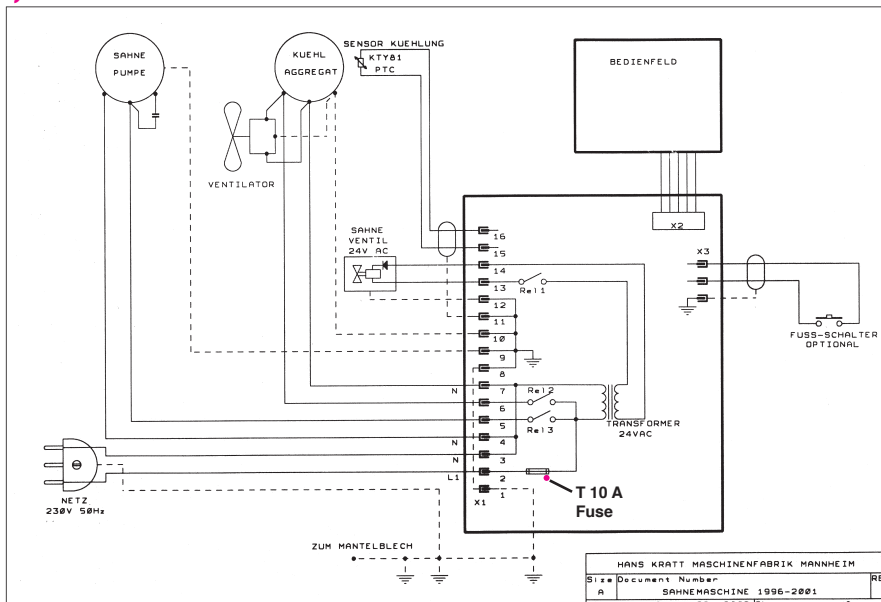 SAHNE
PUMPE
KUEHL
AGGREGAT
SENSOR KUEHLUNG
KTY81
PTC
VENTILATOR
BEDIENFELD
X2
X3
SAHNE
VENTIL
24V AC
16
15
14
13
Rel1
12
11
10
9
8
N
7
Rel2
6
Rel3
5
N
4
N
3
L1
2
X1
1
TRANSFORMER
24VAC
FUSS-SCHALTER
OPTIONAL
T 10 A
Fuse
NETZ
230V 50Hz
ZUM MANTELBLECH
HANS KRATT MASCHINENFABRIK MANNHEIM
Size Document Number
A SAHNEMASCHINE 1996-2001